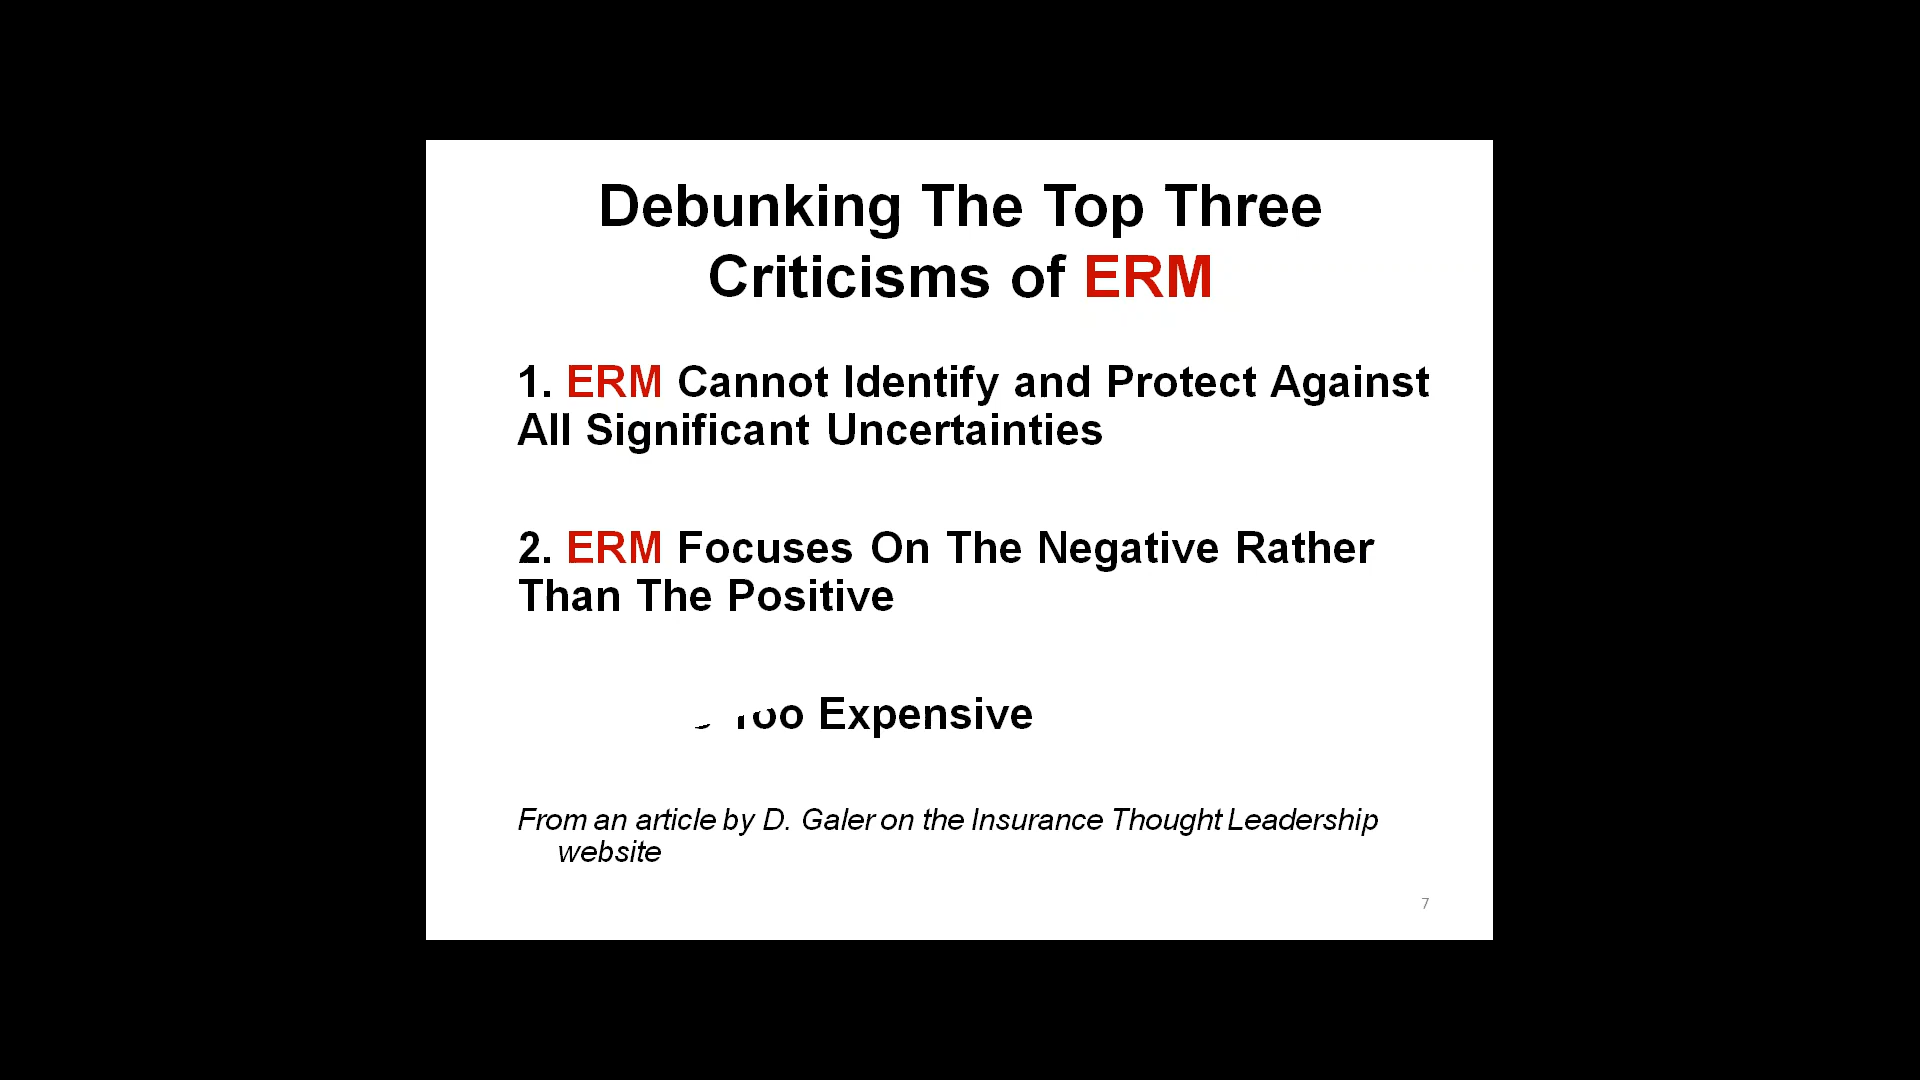 Debunking The Top Three
Criticisms of ERM
1. ERM Cannot Identify and Protect Against
All Significant Uncertainties
2. ERM Focuses On The Negative Rather
Than The Positive
Too Expensive
From an article by D. Galer on the Insurance Thought Leadership
website
7